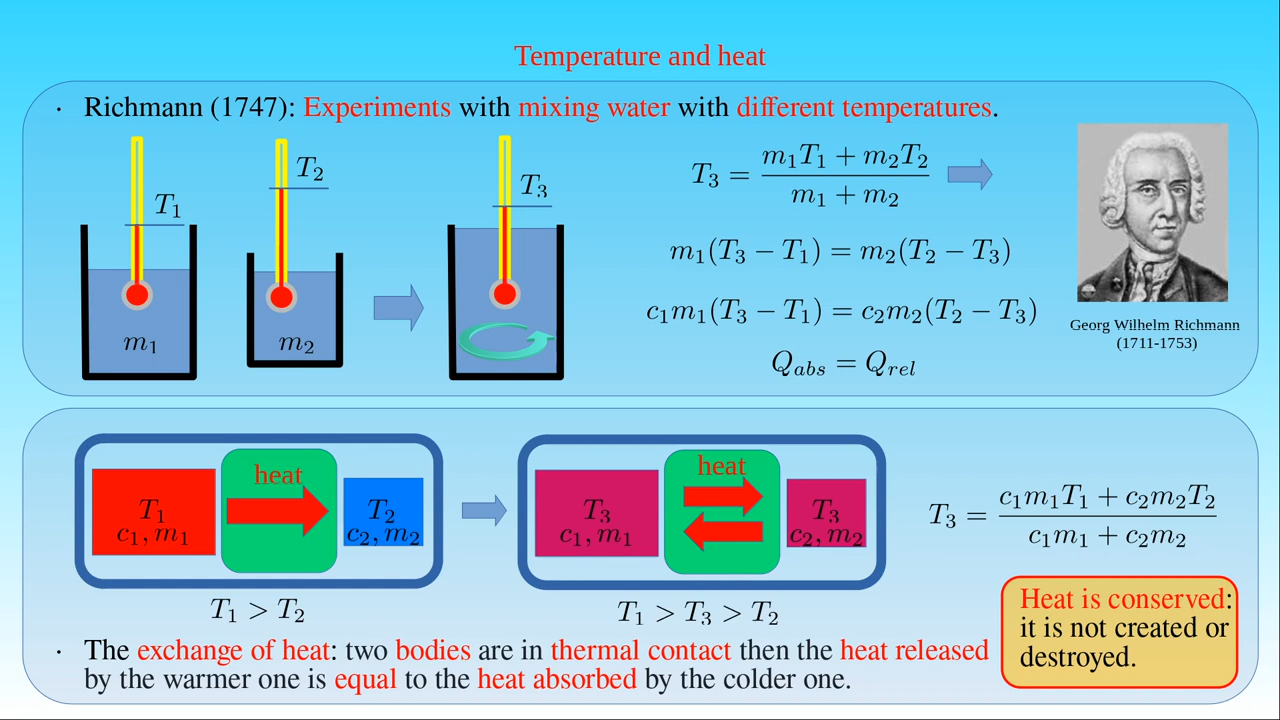 Temperature and heat
· Richmann (1747): Experiments with mixing water with different temperatures.
T₁
T₂
T₃
m₁
m₂
T₃ = (m₁T₁ + m₂T₂) / (m₁ + m₂)
m₁(T₃ − T₁) = m₂(T₂ − T₃)
c₁m₁(T₃ − T₁) = c₂m₂(T₂ − T₃)
Q_abs = Q_rel
Georg Wilhelm Richmann
(1711-1753)
heat
T₁
c₁, m₁
T₂
c₂, m₂
T₁ > T₂
heat
T₃
c₁, m₁
T₃
c₂, m₂
T₁ > T₃ > T₂
T₃ = (c₁m₁T₁ + c₂m₂T₂) / (c₁m₁ + c₂m₂)
Heat is conserved:
it is not created or
destroyed.
· The exchange of heat: two bodies are in thermal contact then the heat released
by the warmer one is equal to the heat absorbed by the colder one.